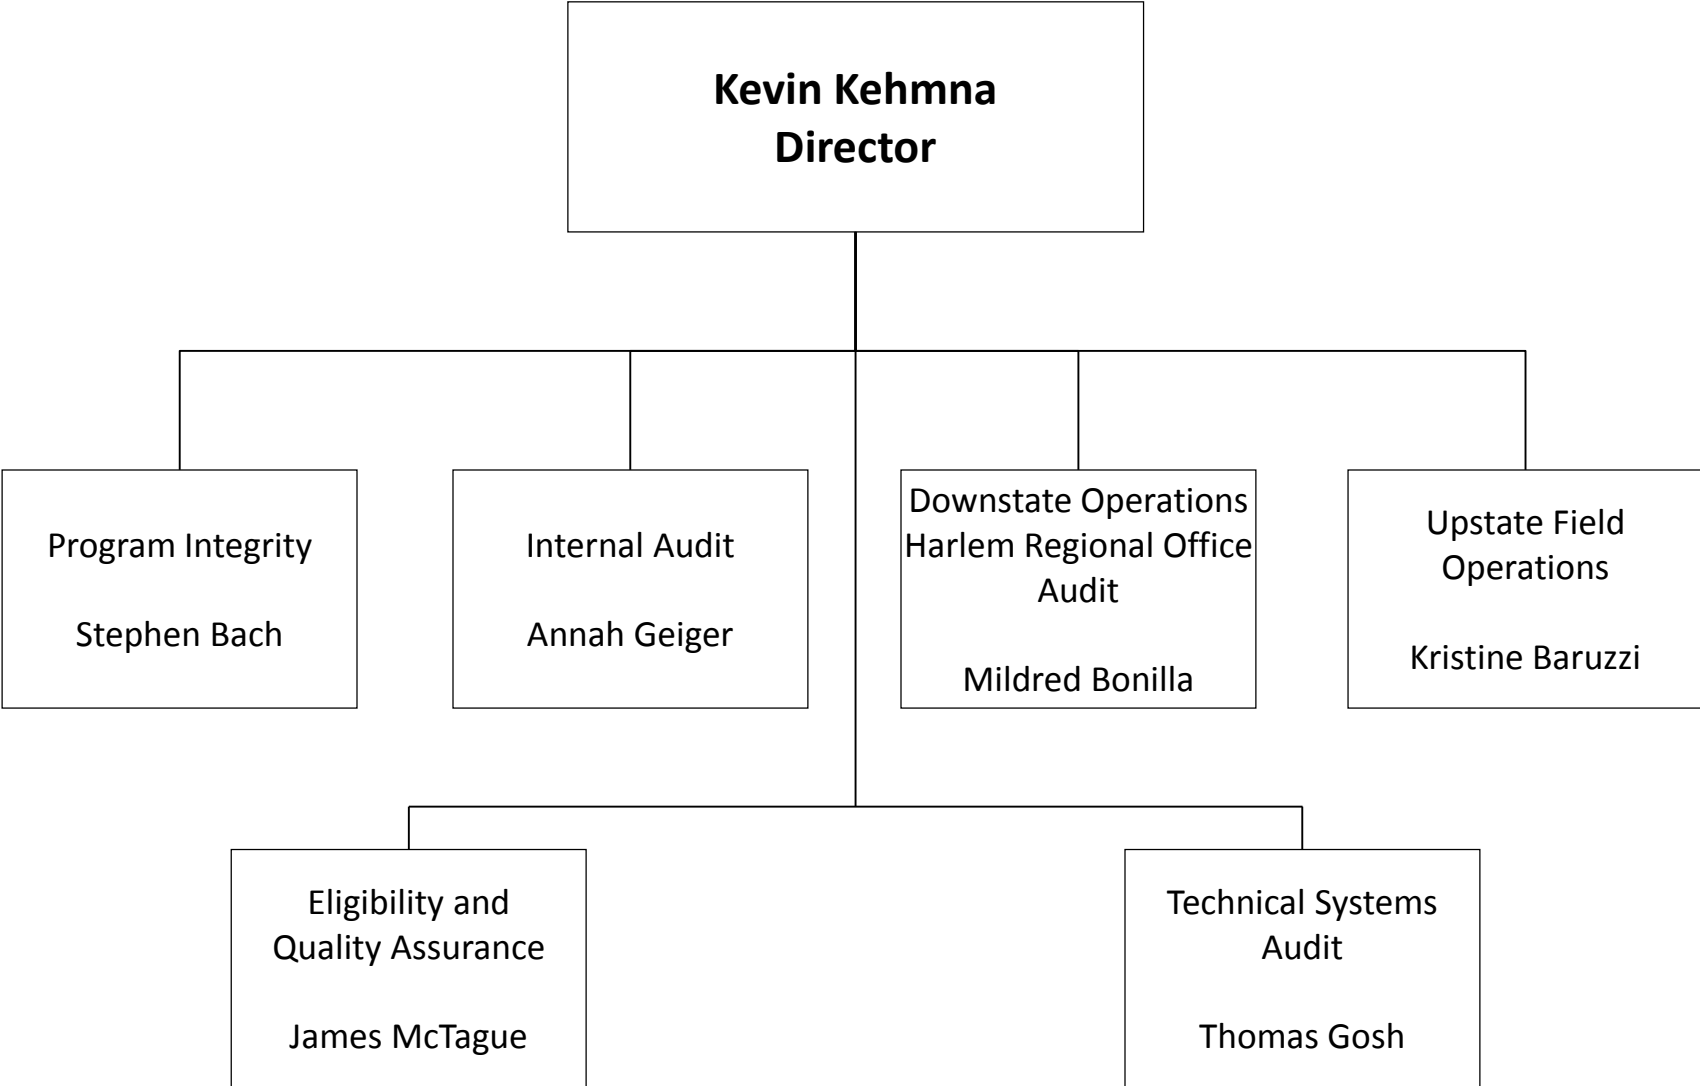 Kevin Kehmna
Director
Program Integrity
Stephen Bach
Internal Audit
Annah Geiger
Downstate Operations
Harlem Regional Office
Audit
Mildred Bonilla
Upstate Field
Operations
Kristine Baruzzi
Eligibility and
Quality Assurance
James McTague
Technical Systems
Audit
Thomas Gosh